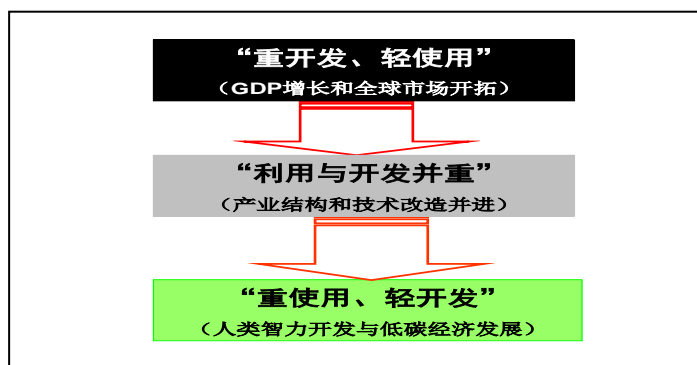 “重开发、轻使用”
（GDP增长和全球市场开拓）
“利用与开发并重”
（产业结构和技术改造并进）
“重使用、轻开发”
（人类智力开发与低碳经济发展）